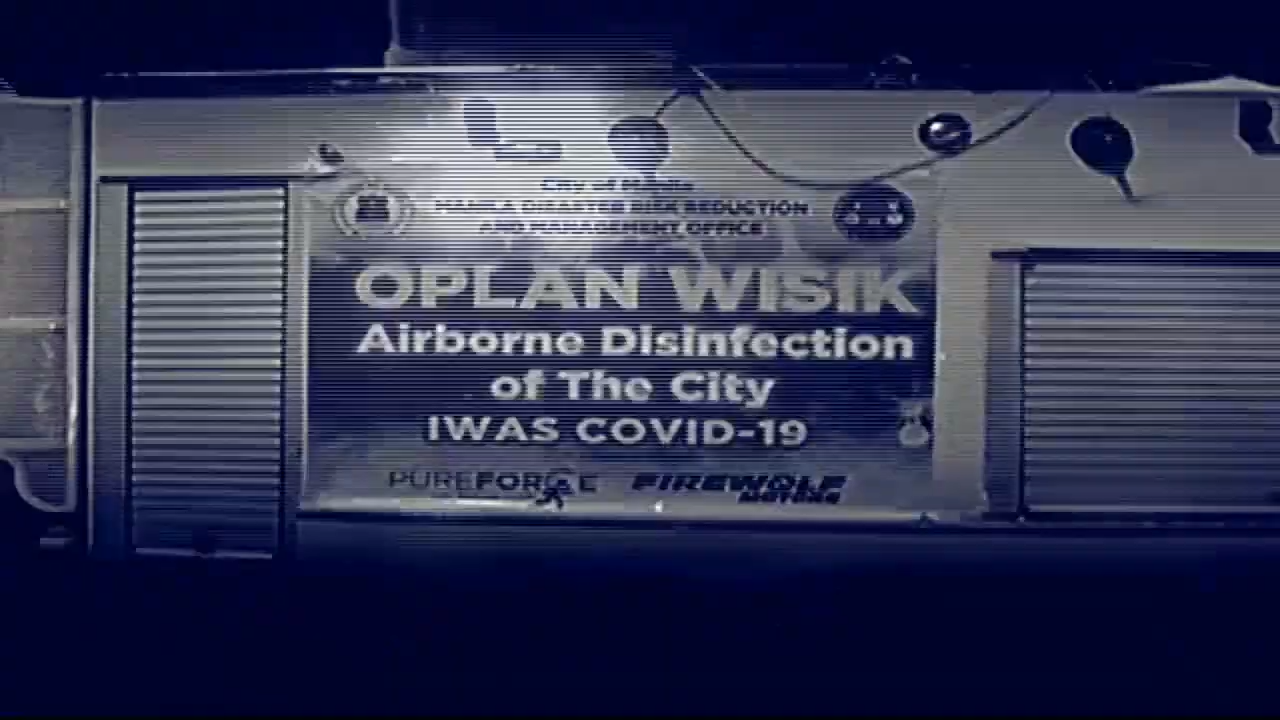 City of Manila
MANILA DISASTER RISK REDUCTION
AND MANAGEMENT OFFICE
OPLAN WISIK
Airborne Disinfection
of The City
IWAS COVID-19
PUREFORCE FIREWOLF
MOTORS